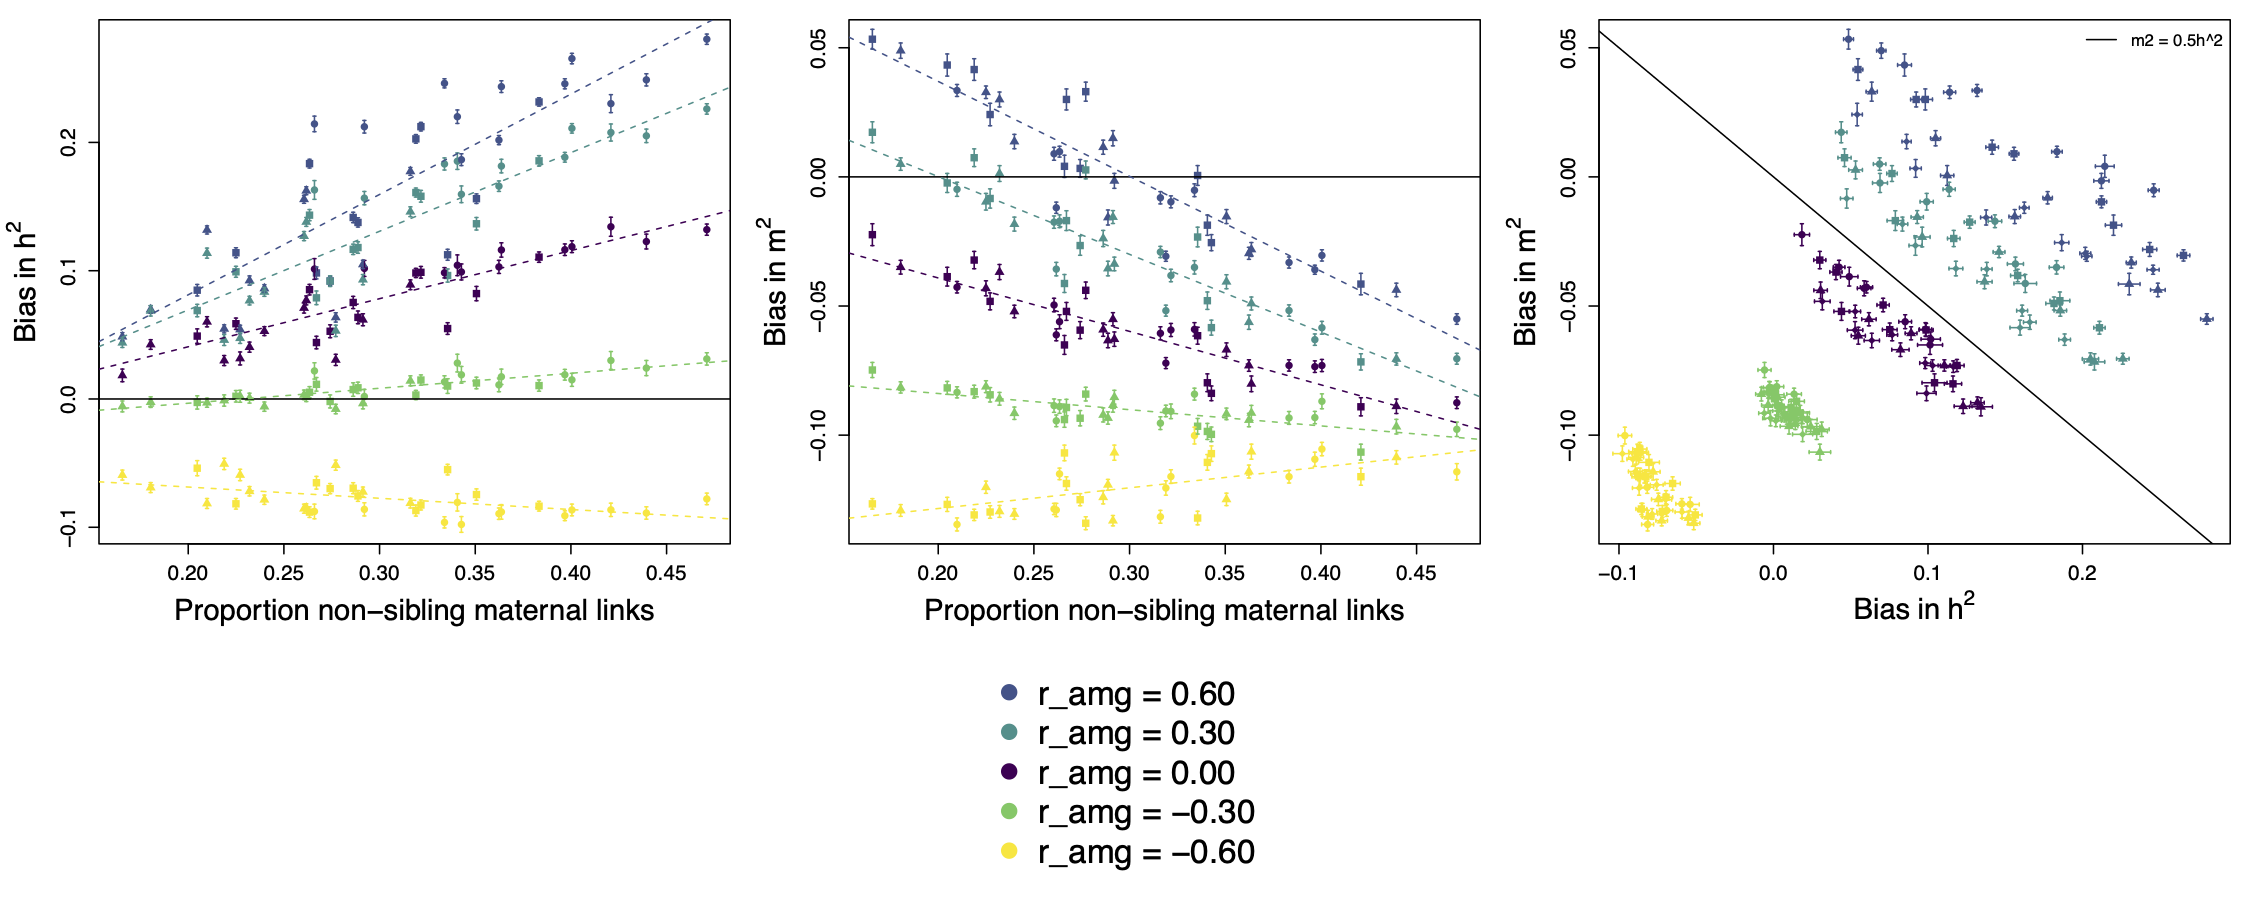 Bias in h2
0.2
0.1
0.0
−0.1
0.20 0.25 0.30 0.35 0.40 0.45
Proportion non−sibling maternal links
Bias in m2
0.05
0.00
−0.05
−0.10
0.20 0.25 0.30 0.35 0.40 0.45
Proportion non−sibling maternal links
Bias in m2
0.05
0.00
−0.05
−0.10
m2 = 0.5h^2
−0.1 0.0 0.1 0.2
Bias in h2
r_amg = 0.60
r_amg = 0.30
r_amg = 0.00
r_amg = −0.30
r_amg = −0.60